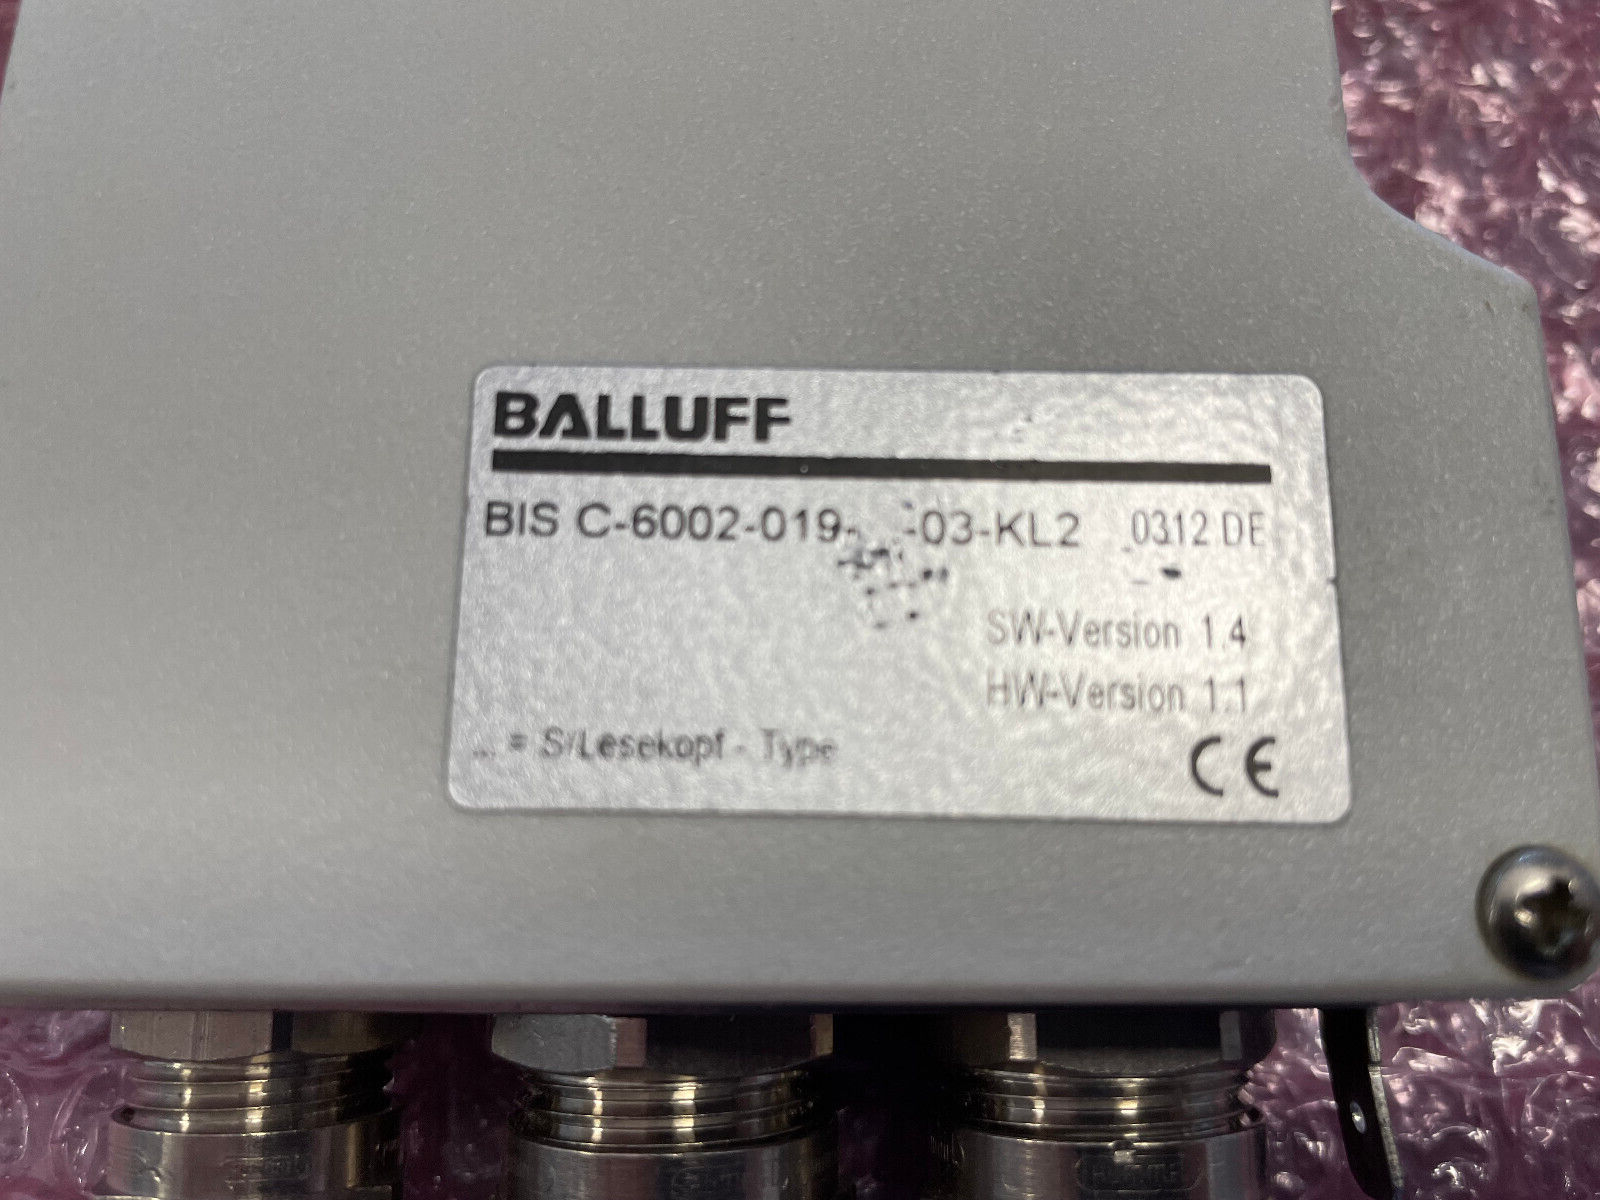 BALLUFF
BIS C-6002-019-...-03-KL2 0312 DE
SW-Version 1.4
HW-Version 1.1
... = S/Lesekopf - Type
CE